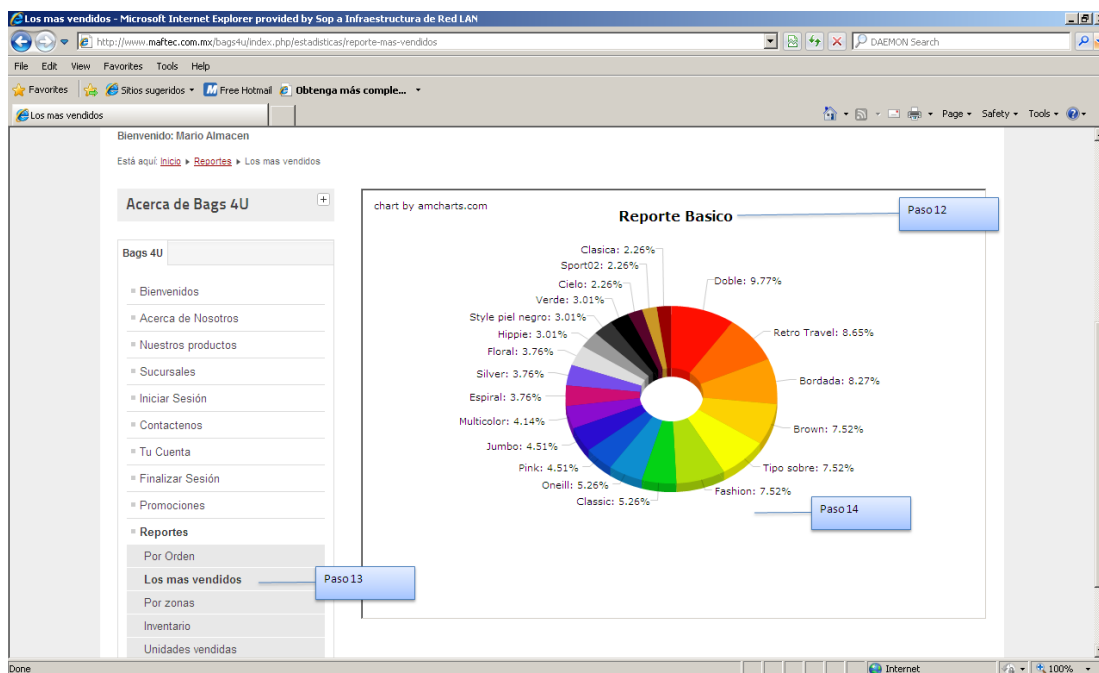 Los mas vendidos - Microsoft Internet Explorer provided by Sop a Infraestructura de Red LAN
http://www.maftec.com.mx/bags4u/index.php/estadisticas/reporte-mas-vendidos
DAEMON Search
File Edit View Favorites Tools Help
Favorites Sitios sugeridos Free Hotmail Obtenga más comple...
Los mas vendidos
Page Safety Tools
Bienvenido: Mario Almacen
Está aquí: Inicio Reportes Los mas vendidos
Acerca de Bags 4U
Bags 4U
Bienvenidos
Acerca de Nosotros
Nuestros productos
Sucursales
Iniciar Sesión
Contactenos
Tu Cuenta
Finalizar Sesión
Promociones
Reportes
Por Orden
Los mas vendidos
Por zonas
Inventario
Unidades vendidas
Paso 13
chart by amcharts.com
Reporte Basico
Paso 12
Clasica: 2.26%
Sport02: 2.26%
Cielo: 2.26%
Verde: 3.01%
Style piel negro: 3.01%
Hippie: 3.01%
Floral: 3.76%
Silver: 3.76%
Espiral: 3.76%
Multicolor: 4.14%
Jumbo: 4.51%
Pink: 4.51%
Oneill: 5.26%
Classic: 5.26%
Doble: 9.77%
Retro Travel: 8.65%
Bordada: 8.27%
Brown: 7.52%
Tipo sobre: 7.52%
Fashion: 7.52%
Paso 14
Done
Internet
100%